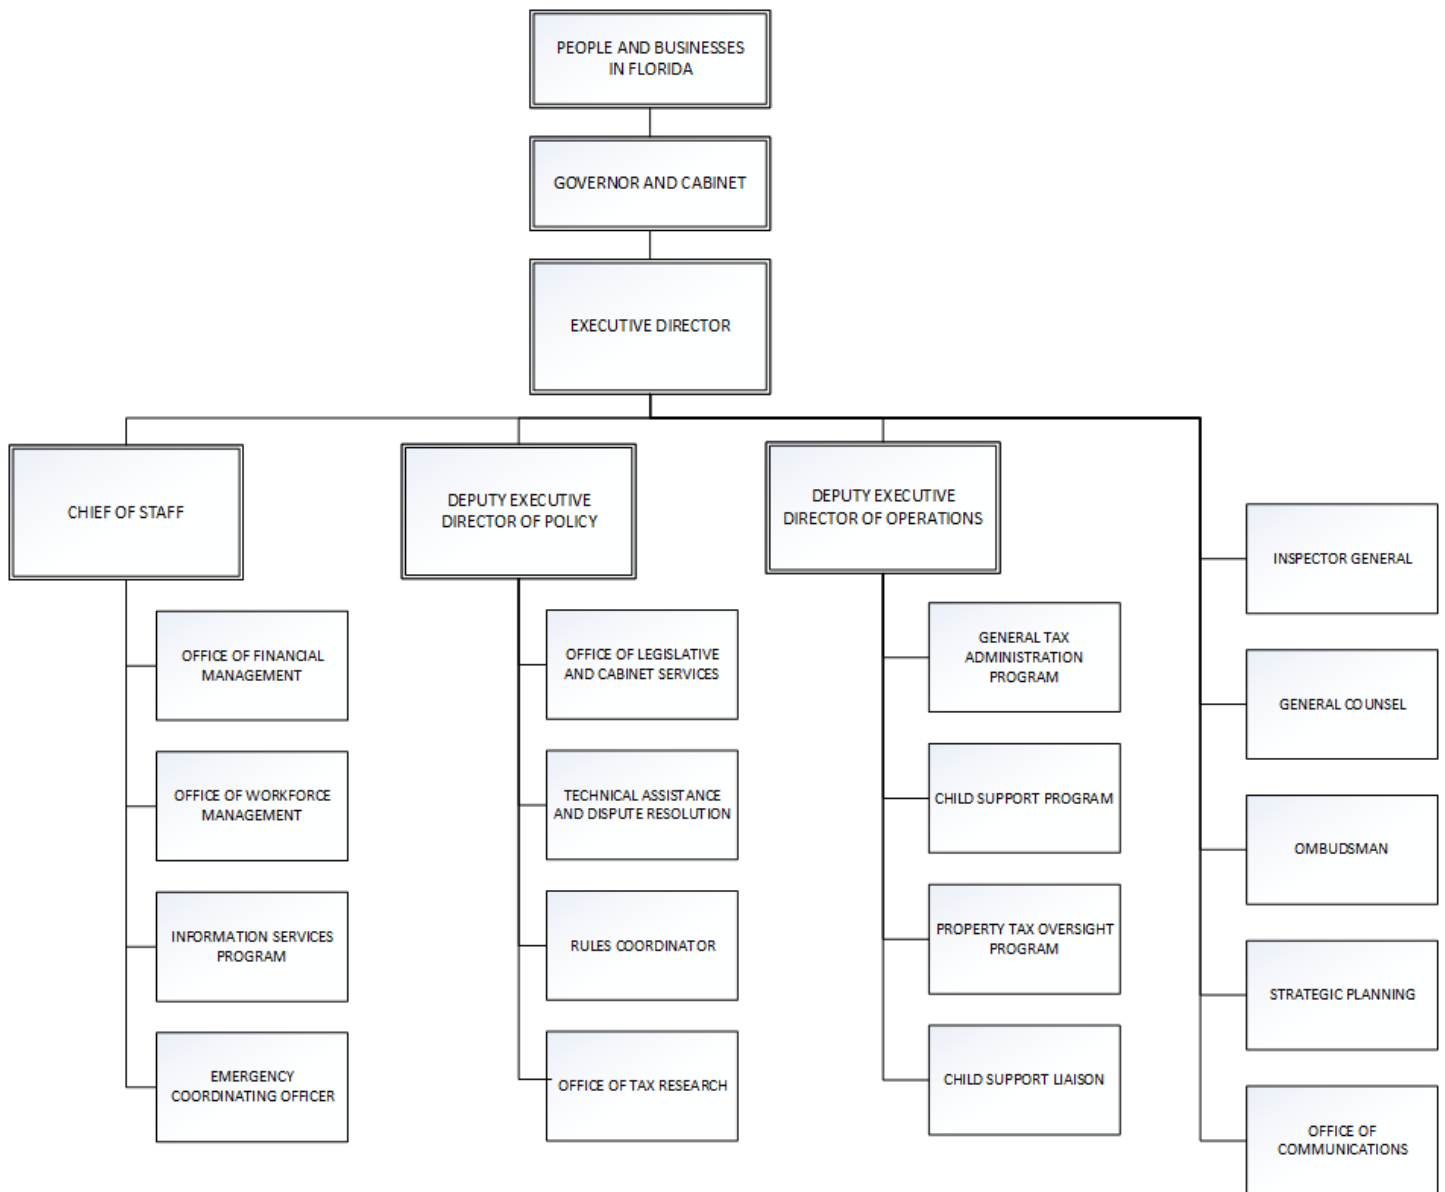 PEOPLE AND BUSINESSES
IN FLORIDA
GOVERNOR AND CABINET
EXECUTIVE DIRECTOR
CHIEF OF STAFF
DEPUTY EXECUTIVE
DIRECTOR OF POLICY
DEPUTY EXECUTIVE
DIRECTOR OF OPERATIONS
OFFICE OF FINANCIAL
MANAGEMENT
OFFICE OF WORKFORCE
MANAGEMENT
INFORMATION SERVICES
PROGRAM
EMERGENCY
COORDINATING OFFICER
OFFICE OF LEGISLATIVE
AND CABINET SERVICES
TECHNICAL ASSISTANCE
AND DISPUTE RESOLUTION
RULES COORDINATOR
OFFICE OF TAX RESEARCH
GENERAL TAX
ADMINISTRATION
PROGRAM
CHILD SUPPORT PROGRAM
PROPERTY TAX OVERSIGHT
PROGRAM
CHILD SUPPORT LIAISON
INSPECTOR GENERAL
GENERAL COUNSEL
OMBUDSMAN
STRATEGIC PLANNING
OFFICE OF
COMMUNICATIONS